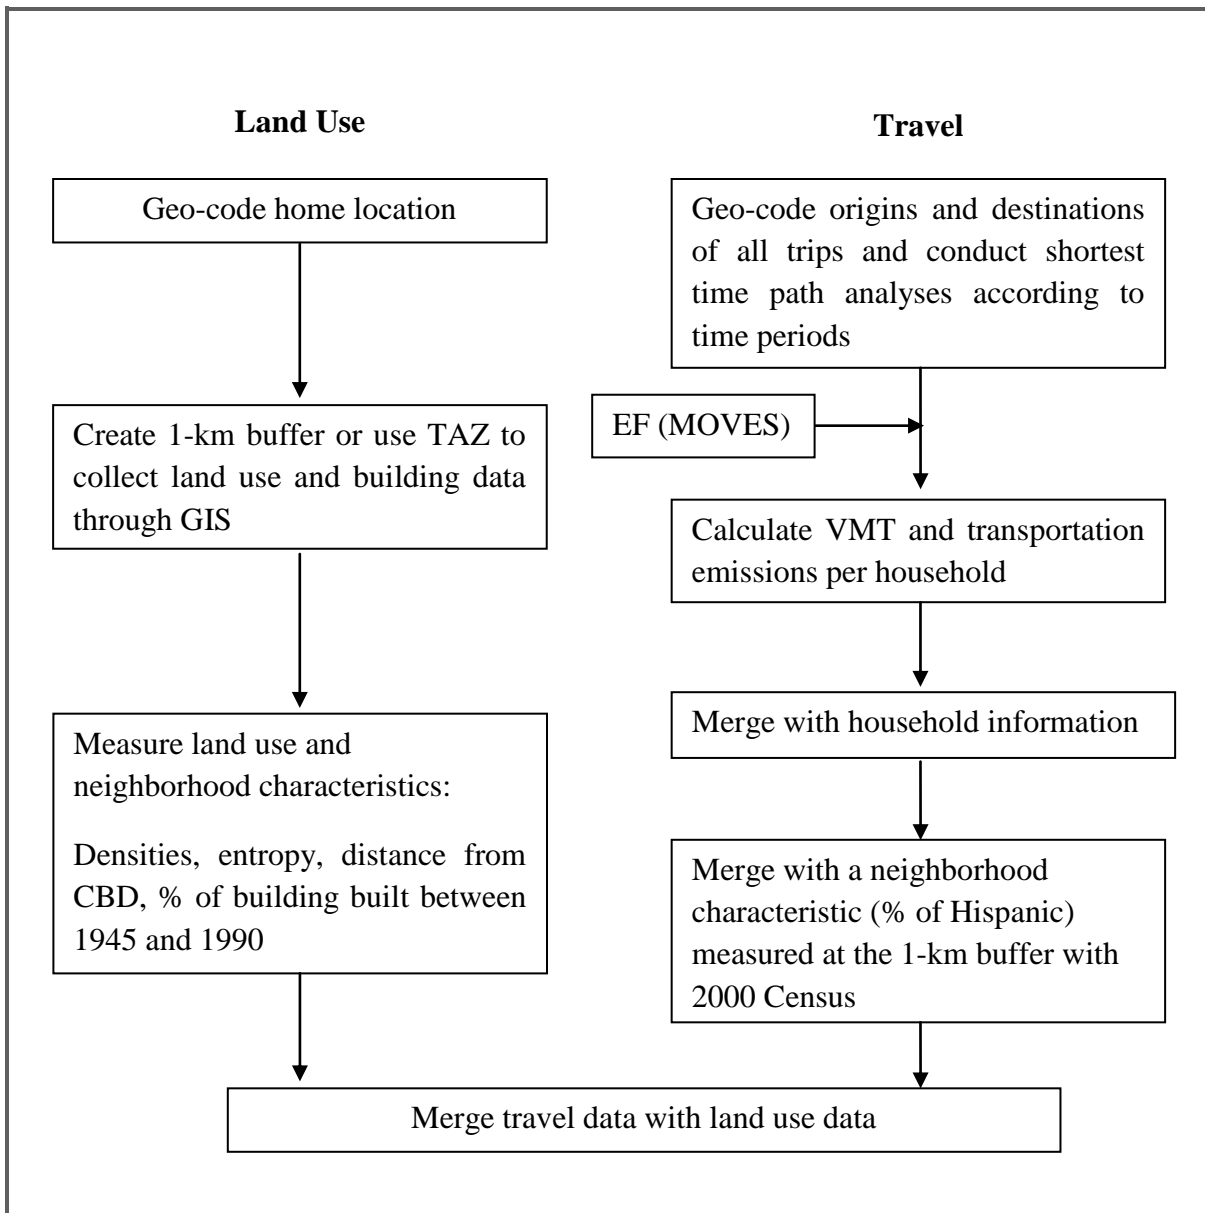 Land Use
Geo-code home location
Create 1-km buffer or use TAZ to
collect land use and building data
through GIS
Measure land use and
neighborhood characteristics:
Densities, entropy, distance from
CBD, % of building built between
1945 and 1990
Travel
Geo-code origins and destinations
of all trips and conduct shortest
time path analyses according to
time periods
EF (MOVES)
Calculate VMT and transportation
emissions per household
Merge with household information
Merge with a neighborhood
characteristic (% of Hispanic)
measured at the 1-km buffer with
2000 Census
Merge travel data with land use data